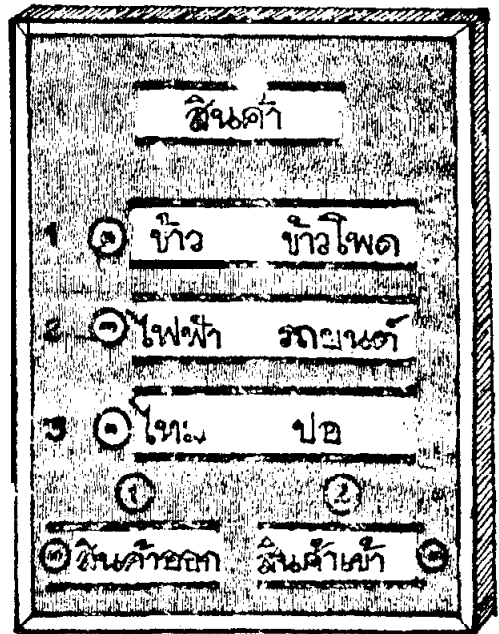 สินค้า
1 ข้าว ข้าวโพด
2 ไฟฟ้า รถยนต์
3 ปอ
1 2
สินค้าออก สินค้าเข้า